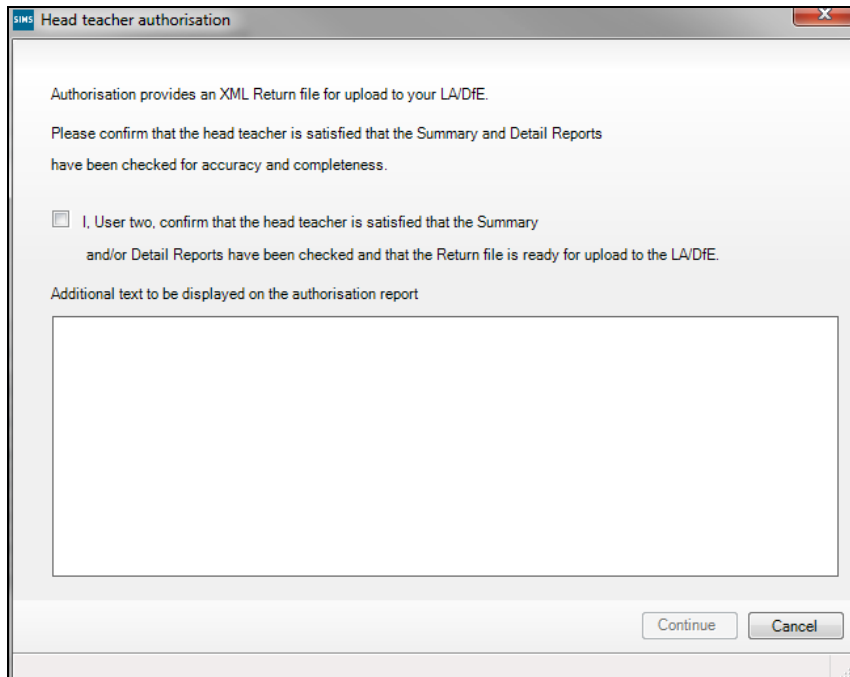 SIMS Head teacher authorisation
Authorisation provides an XML Return file for upload to your LA/DfE.
Please confirm that the head teacher is satisfied that the Summary and Detail Reports
have been checked for accuracy and completeness.
I, User two, confirm that the head teacher is satisfied that the Summary
and/or Detail Reports have been checked and that the Return file is ready for upload to the LA/DfE.
Additional text to be displayed on the authorisation report
Continue Cancel